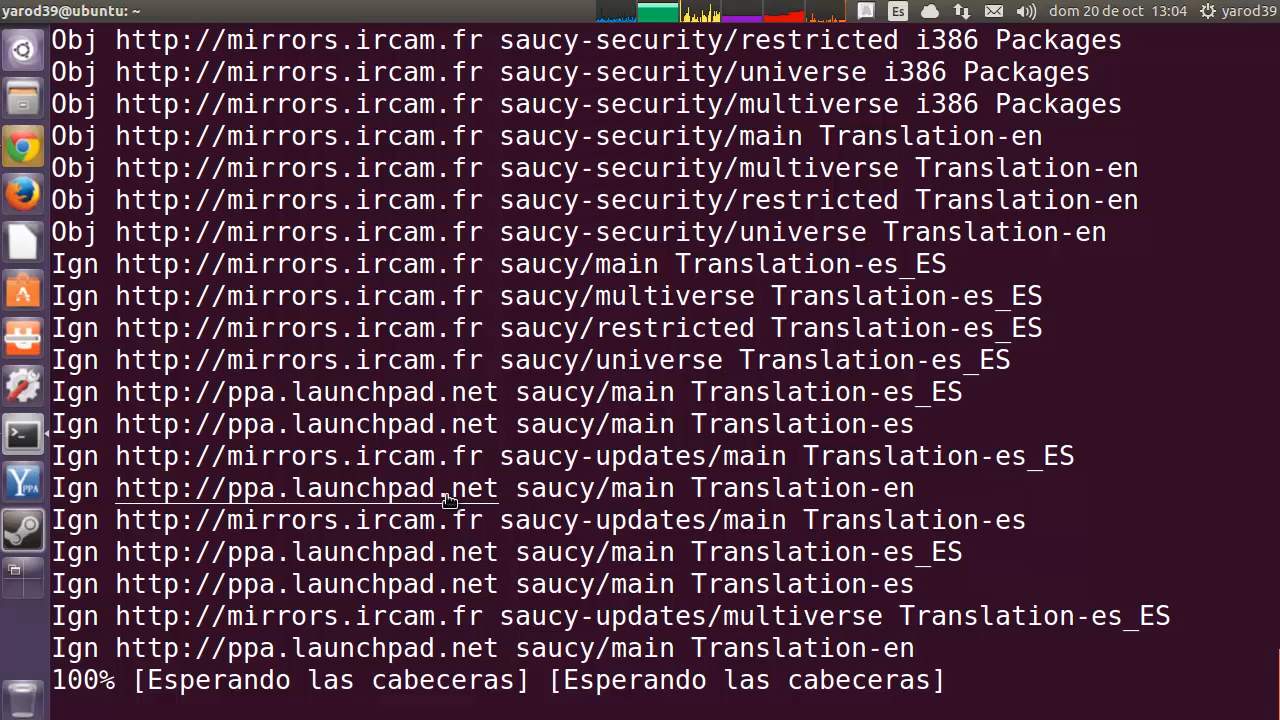 yarod39@ubuntu: ~
A Es dom 20 de oct 13:04 yarod39
Obj http://mirrors.ircam.fr saucy-security/restricted i386 Packages
Obj http://mirrors.ircam.fr saucy-security/universe i386 Packages
Obj http://mirrors.ircam.fr saucy-security/multiverse i386 Packages
Obj http://mirrors.ircam.fr saucy-security/main Translation-en
Obj http://mirrors.ircam.fr saucy-security/multiverse Translation-en
Obj http://mirrors.ircam.fr saucy-security/restricted Translation-en
Obj http://mirrors.ircam.fr saucy-security/universe Translation-en
Ign http://mirrors.ircam.fr saucy/main Translation-es_ES
Ign http://mirrors.ircam.fr saucy/multiverse Translation-es_ES
Ign http://mirrors.ircam.fr saucy/restricted Translation-es_ES
Ign http://mirrors.ircam.fr saucy/universe Translation-es_ES
Ign http://ppa.launchpad.net saucy/main Translation-es_ES
Ign http://ppa.launchpad.net saucy/main Translation-es
Ign http://mirrors.ircam.fr saucy-updates/main Translation-es_ES
Ign http://ppa.launchpad.net saucy/main Translation-en
Ign http://mirrors.ircam.fr saucy-updates/main Translation-es
Ign http://ppa.launchpad.net saucy/main Translation-es_ES
Ign http://ppa.launchpad.net saucy/main Translation-es
Ign http://mirrors.ircam.fr saucy-updates/multiverse Translation-es_ES
Ign http://ppa.launchpad.net saucy/main Translation-en
100% [Esperando las cabeceras] [Esperando las cabeceras]
Y PPA